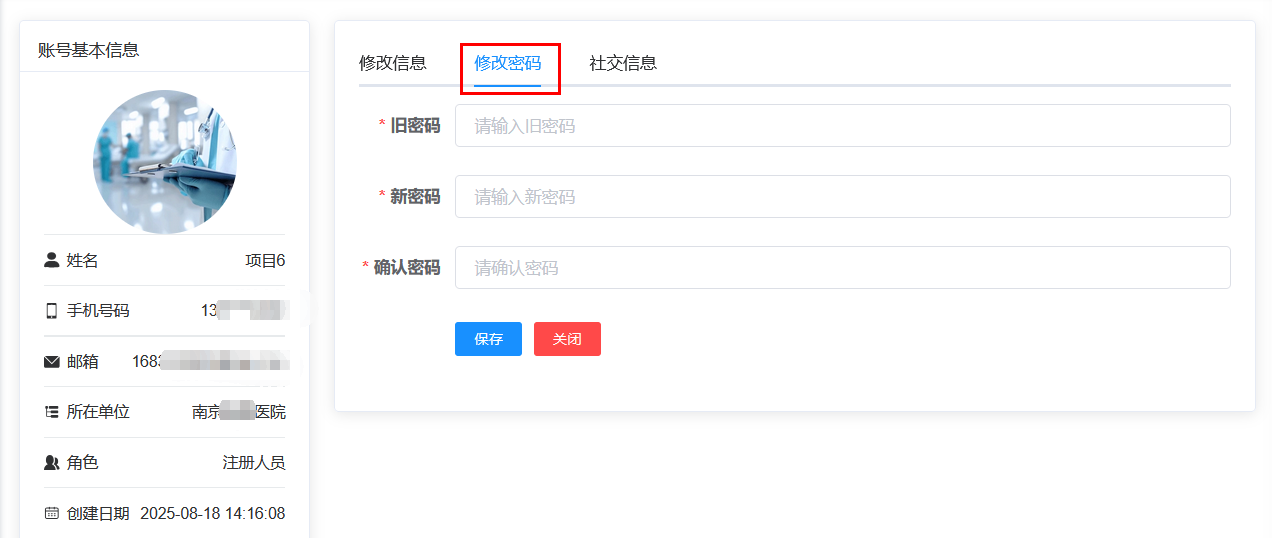 账号基本信息
姓名 项目6
手机号码 13
邮箱 1683
所在单位 南京 医院
角色 注册人员
创建日期 2025-08-18 14:16:08
修改信息 修改密码 社交信息
* 旧密码 请输入旧密码
* 新密码 请输入新密码
* 确认密码 请确认密码
保存 关闭